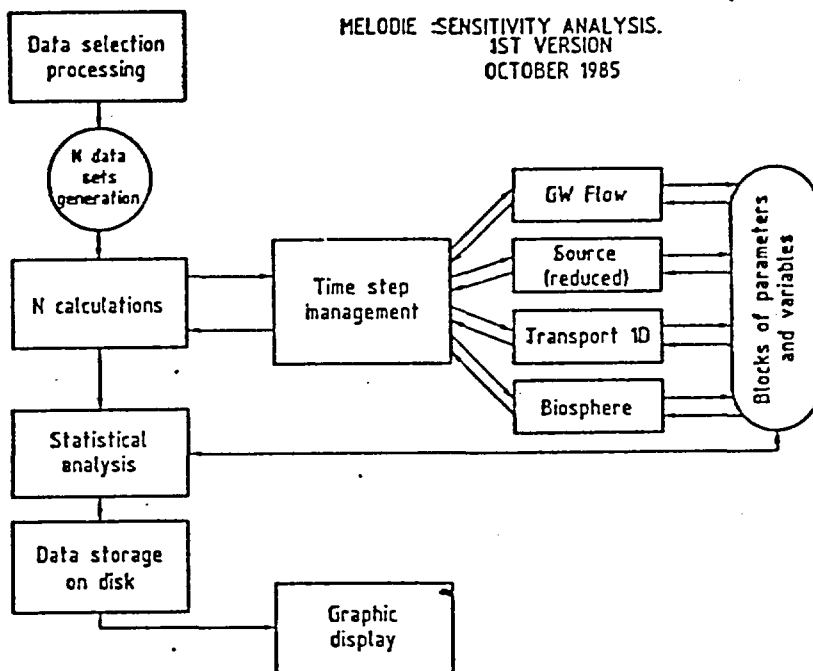 MELODIE SENSITIVITY ANALYSIS.
1ST VERSION
OCTOBER 1985
Data selection
processing
N data
sets
generation
N calculations
Statistical
analysis
Data storage
on disk
Time step
management
GW Flow
Source
(reduced)
Transport 1D
Biosphere
Blocks of parameters
and variables
Graphic
display